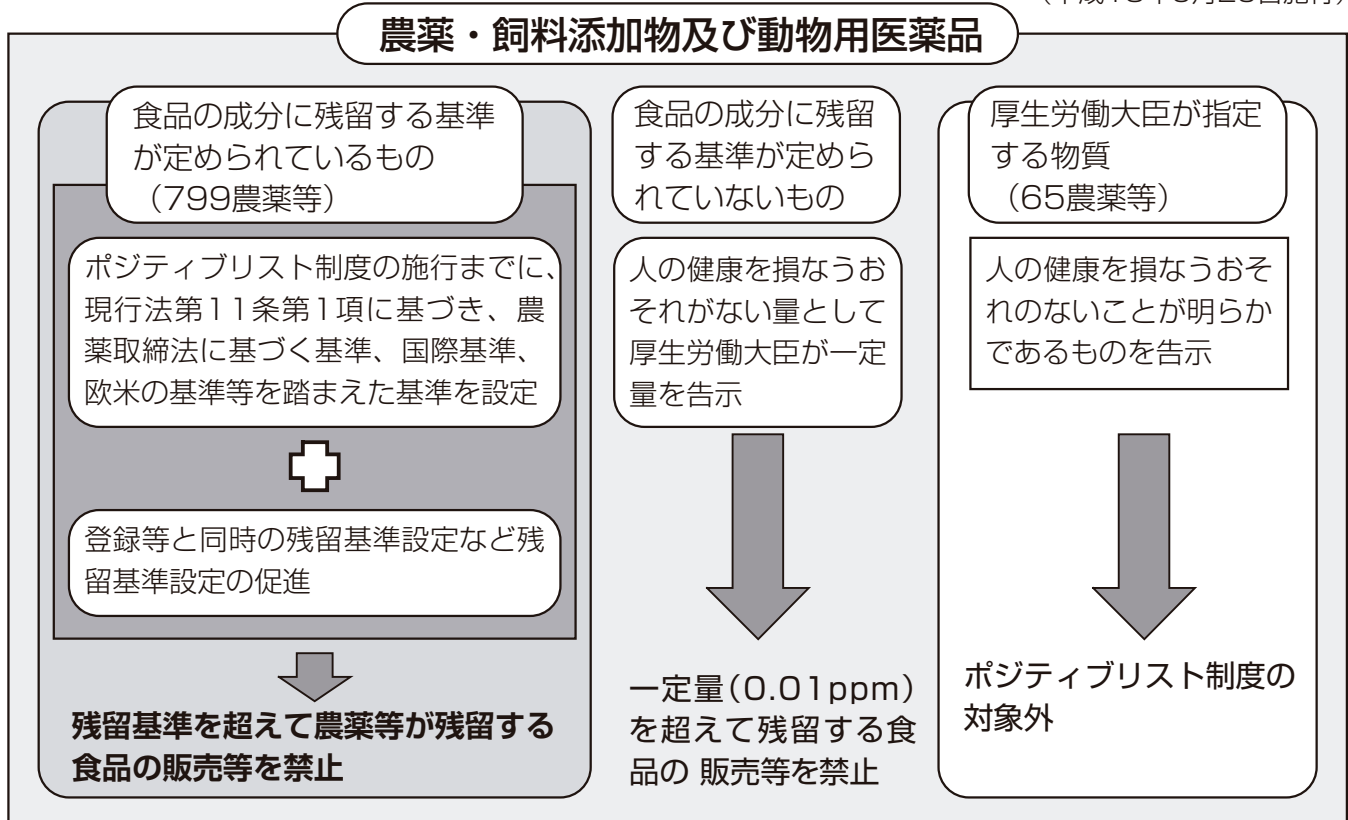 農薬・飼料添加物及び動物用医薬品
食品の成分に残留する基準
が定められているもの
（799農薬等）
ポジティブリスト制度の施行までに、
現行法第11条第1項に基づき、農
薬取締法に基づく基準、国際基準、
欧米の基準等を踏まえた基準を設定
登録等と同時の残留基準設定など残
留基準設定の促進
残留基準を超えて農薬等が残留する
食品の販売等を禁止
食品の成分に残留
する基準が定めら
れていないもの
人の健康を損なうお
それがない量として
厚生労働大臣が一定
量を告示
一定量（0.01ppm）
を超えて残留する食
品の 販売等を禁止
厚生労働大臣が指定
する物質
（65農薬等）
人の健康を損なうおそ
れのないことが明らか
であるものを告示
ポジティブリスト制度の
対象外